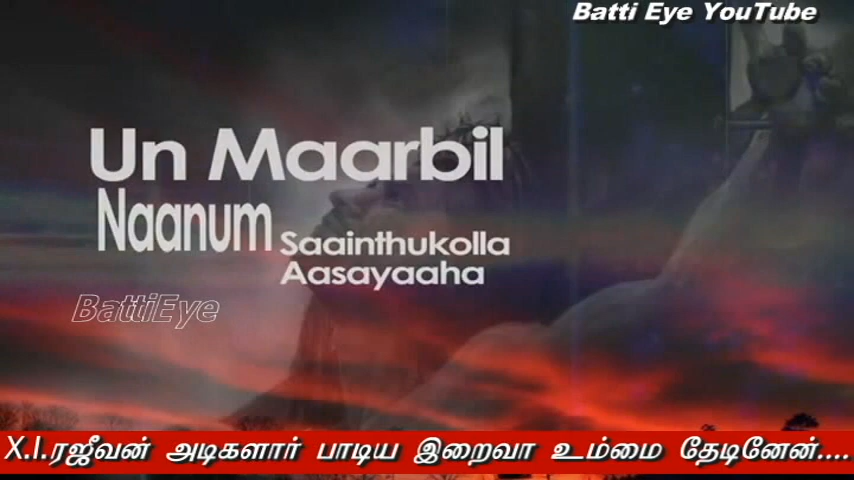 Batti Eye YouTube
Un Maarbil
Naanum
Saainthukolla
Aasayaaha
BattiEye
X.I.ரஜீவன் அடிகளார் பாடிய இறைவா உம்மை தேடினேன்....